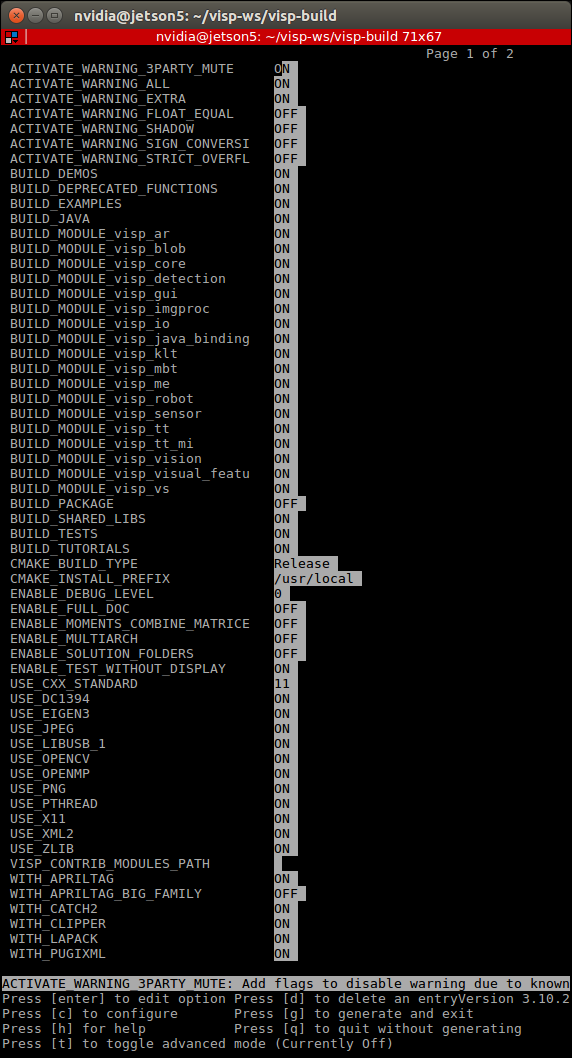 nvidia@jetson5: ~/visp-ws/visp-build
nvidia@jetson5: ~/visp-ws/visp-build 71x67
Page 1 of 2
ACTIVATE_WARNING_3PARTY_MUTE ON
ACTIVATE_WARNING_ALL ON
ACTIVATE_WARNING_EXTRA ON
ACTIVATE_WARNING_FLOAT_EQUAL OFF
ACTIVATE_WARNING_SHADOW OFF
ACTIVATE_WARNING_SIGN_CONVERSI OFF
ACTIVATE_WARNING_STRICT_OVERFL OFF
BUILD_DEMOS ON
BUILD_DEPRECATED_FUNCTIONS ON
BUILD_EXAMPLES ON
BUILD_JAVA ON
BUILD_MODULE_visp_ar ON
BUILD_MODULE_visp_blob ON
BUILD_MODULE_visp_core ON
BUILD_MODULE_visp_detection ON
BUILD_MODULE_visp_gui ON
BUILD_MODULE_visp_imgproc ON
BUILD_MODULE_visp_io ON
BUILD_MODULE_visp_java_binding ON
BUILD_MODULE_visp_klt ON
BUILD_MODULE_visp_mbt ON
BUILD_MODULE_visp_me ON
BUILD_MODULE_visp_robot ON
BUILD_MODULE_visp_sensor ON
BUILD_MODULE_visp_tt ON
BUILD_MODULE_visp_tt_mi ON
BUILD_MODULE_visp_vision ON
BUILD_MODULE_visp_visual_featu ON
BUILD_MODULE_visp_vs ON
BUILD_PACKAGE OFF
BUILD_SHARED_LIBS ON
BUILD_TESTS ON
BUILD_TUTORIALS ON
CMAKE_BUILD_TYPE Release
CMAKE_INSTALL_PREFIX /usr/local
ENABLE_DEBUG_LEVEL 0
ENABLE_FULL_DOC OFF
ENABLE_MOMENTS_COMBINE_MATRICE OFF
ENABLE_MULTIARCH OFF
ENABLE_SOLUTION_FOLDERS OFF
ENABLE_TEST_WITHOUT_DISPLAY ON
USE_CXX_STANDARD 11
USE_DC1394 ON
USE_EIGEN3 ON
USE_JPEG ON
USE_LIBUSB_1 ON
USE_OPENCV ON
USE_OPENMP ON
USE_PNG ON
USE_PTHREAD ON
USE_X11 ON
USE_XML2 ON
USE_ZLIB ON
VISP_CONTRIB_MODULES_PATH
WITH_APRILTAG ON
WITH_APRILTAG_BIG_FAMILY OFF
WITH_CATCH2 ON
WITH_CLIPPER ON
WITH_LAPACK ON
WITH_PUGIXML ON
ACTIVATE_WARNING_3PARTY_MUTE: Add flags to disable warning due to known
Press [enter] to edit option Press [d] to delete an entryVersion 3.10.2
Press [c] to configure Press [g] to generate and exit
Press [h] for help Press [q] to quit without generating
Press [t] to toggle advanced mode (Currently Off)